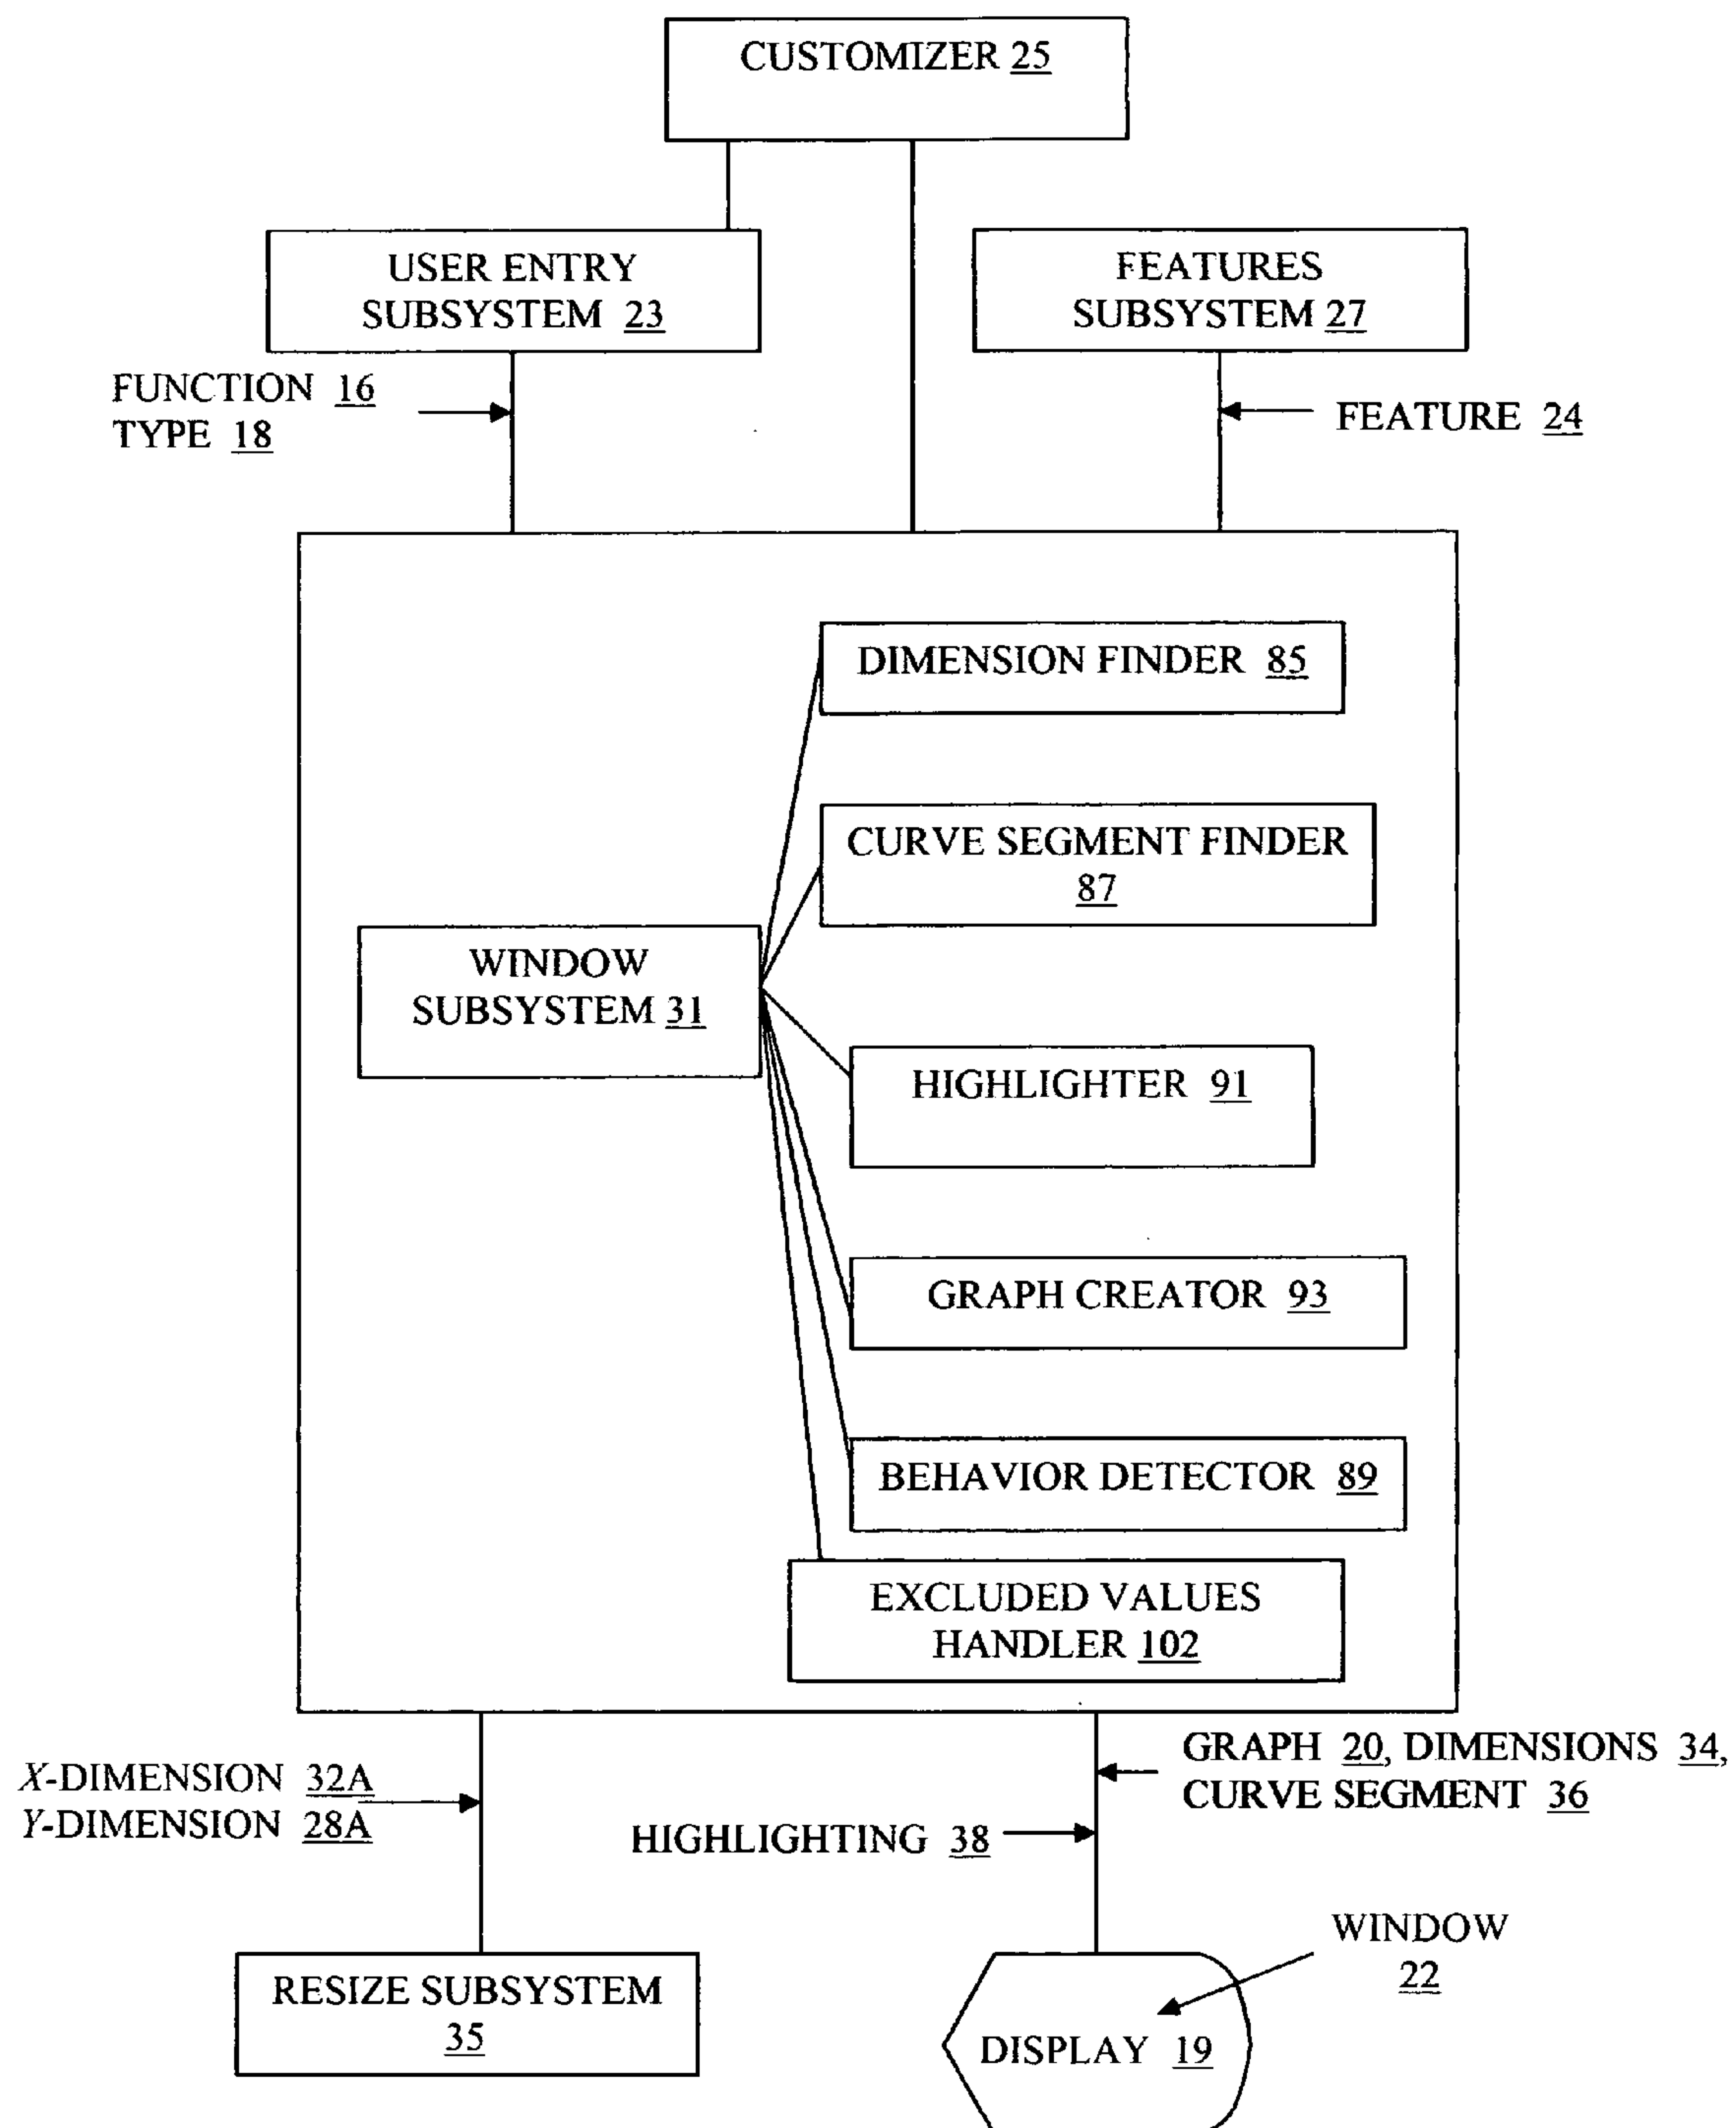 CUSTOMIZER 25
USER ENTRY
SUBSYSTEM 23
FEATURES
SUBSYSTEM 27
FUNCTION 16
TYPE 18
FEATURE 24
DIMENSION FINDER 85
CURVE SEGMENT FINDER
87
WINDOW
SUBSYSTEM 31
HIGHLIGHTER 91
GRAPH CREATOR 93
BEHAVIOR DETECTOR 89
EXCLUDED VALUES
HANDLER 102
X-DIMENSION 32A
Y-DIMENSION 28A
GRAPH 20, DIMENSIONS 34,
CURVE SEGMENT 36
HIGHLIGHTING 38
WINDOW
22
RESIZE SUBSYSTEM
35
DISPLAY 19